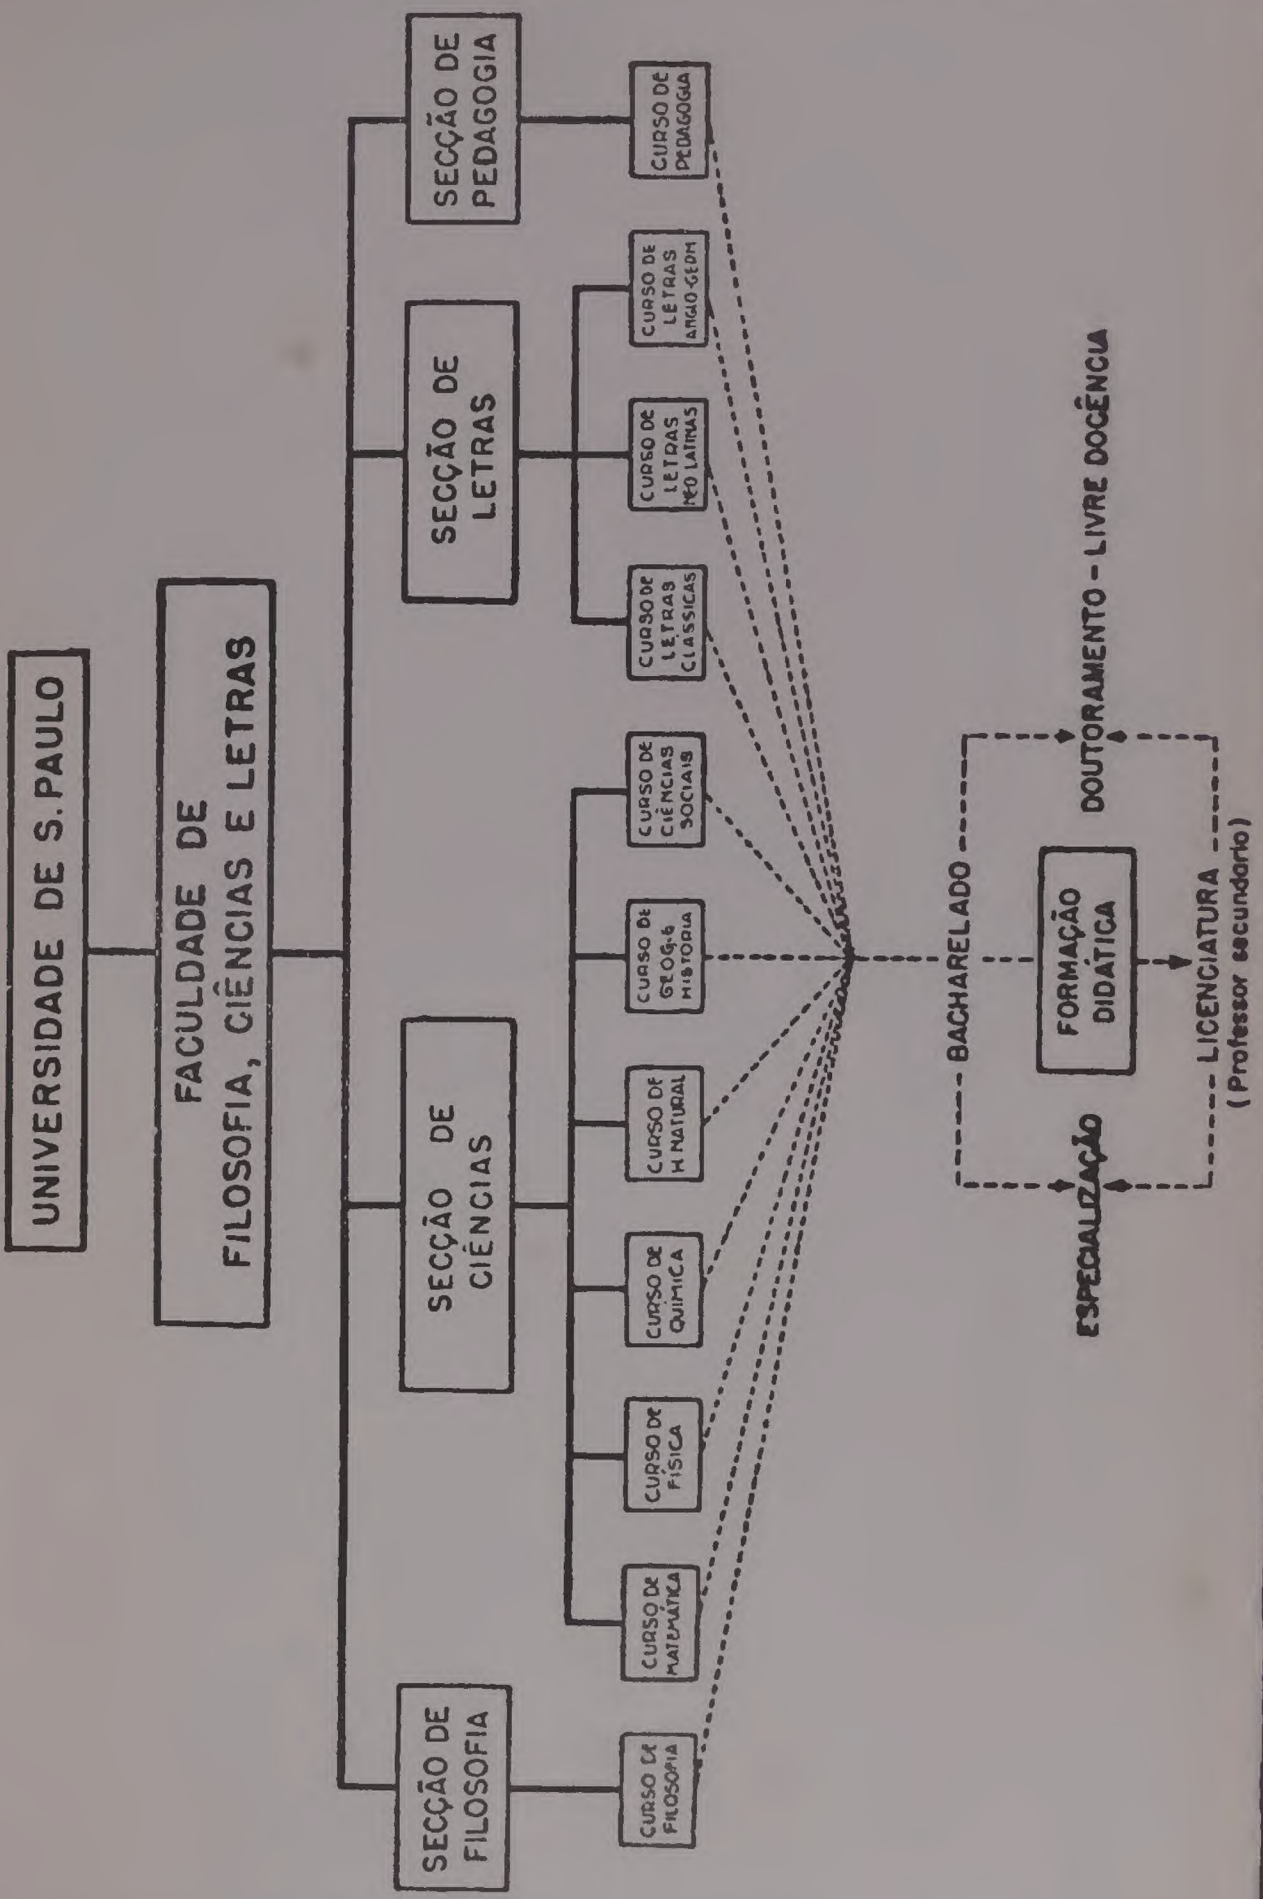 UNIVERSIDADE DE S. PAULO
FACULDADE DE
FILOSOFIA, CIÊNCIAS E LETRAS
SECÇÃO DE
FILOSOFIA
SECÇÃO DE
CIÊNCIAS
SECÇÃO DE
LETRAS
SECÇÃO DE
PEDAGOGIA
CURSO DE
FILOSOFIA
CURSO DE
MATEMÁTICA
CURSO DE
FÍSICA
CURSO DE
QUÍMICA
CURSO DE
H NATURAL
CURSO DE
GEOG. &
HISTORIA
CURSO DE
CIÊNCIAS
SOCIAIS
CURSO DE
LETRAS
CLASSICAS
CURSO DE
LETRAS
NEO LATINAS
CURSO DE
LETRAS
ANGLO-GERM
CURSO DE
PEDAGOGIA
BACHARELADO
ESPECIALIZAÇÃO
FORMAÇÃO
DIDÁTICA
DOUTORAMENTO - LIVRE DOCÊNCIA
LICENCIATURA
(Professor secundario)